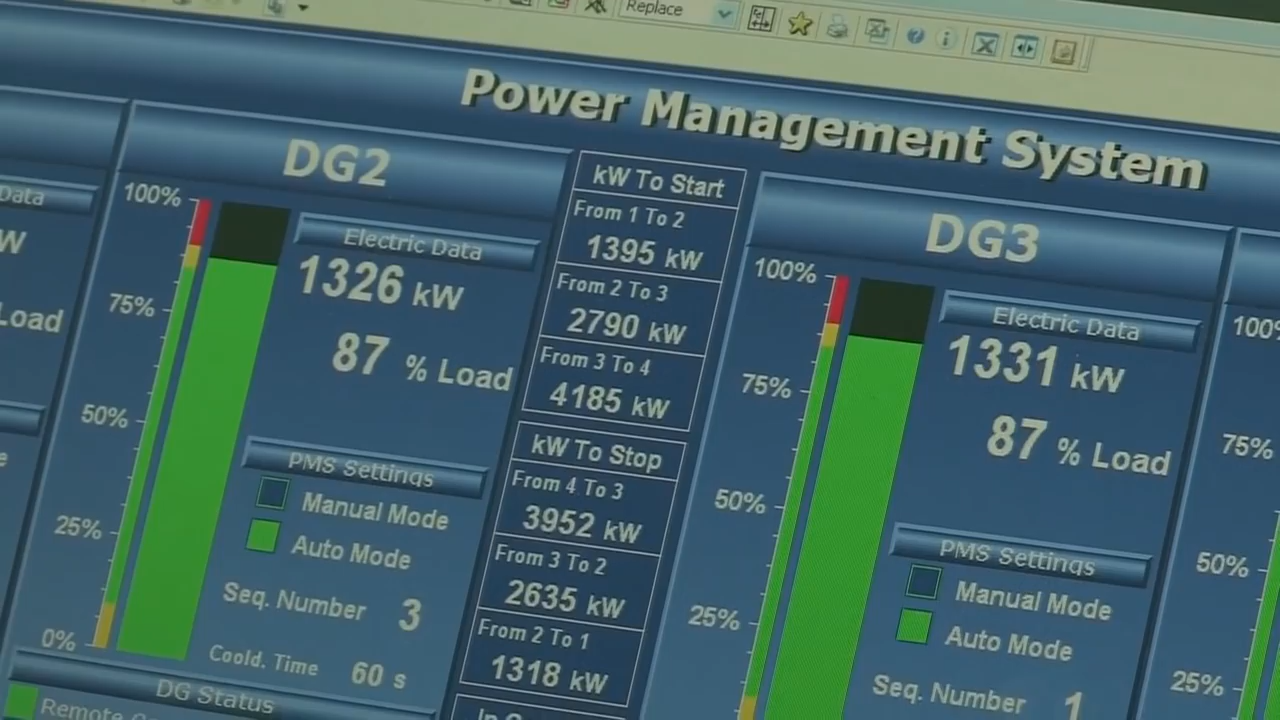 Replace
Power Management System
Data
W
Load
DG2
100%
75%
50%
25%
0%
Electric Data
1326 kW
87 % Load
PMS Settings
Manual Mode
Auto Mode
Seq. Number 3
Coold. Time 60 s
DG Status
Remote
kW To Start
From 1 To 2
1395 kW
From 2 To 3
2790 kW
From 3 To 4
4185 kW
kW To Stop
From 4 To 3
3952 kW
From 3 To 2
2635 kW
From 2 To 1
1318 kW
DG3
100%
75%
50%
25%
Electric Data
1331 kW
87 % Load
PMS Settings
Manual Mode
Auto Mode
Seq. Number 1
100%
75%
50%
25%